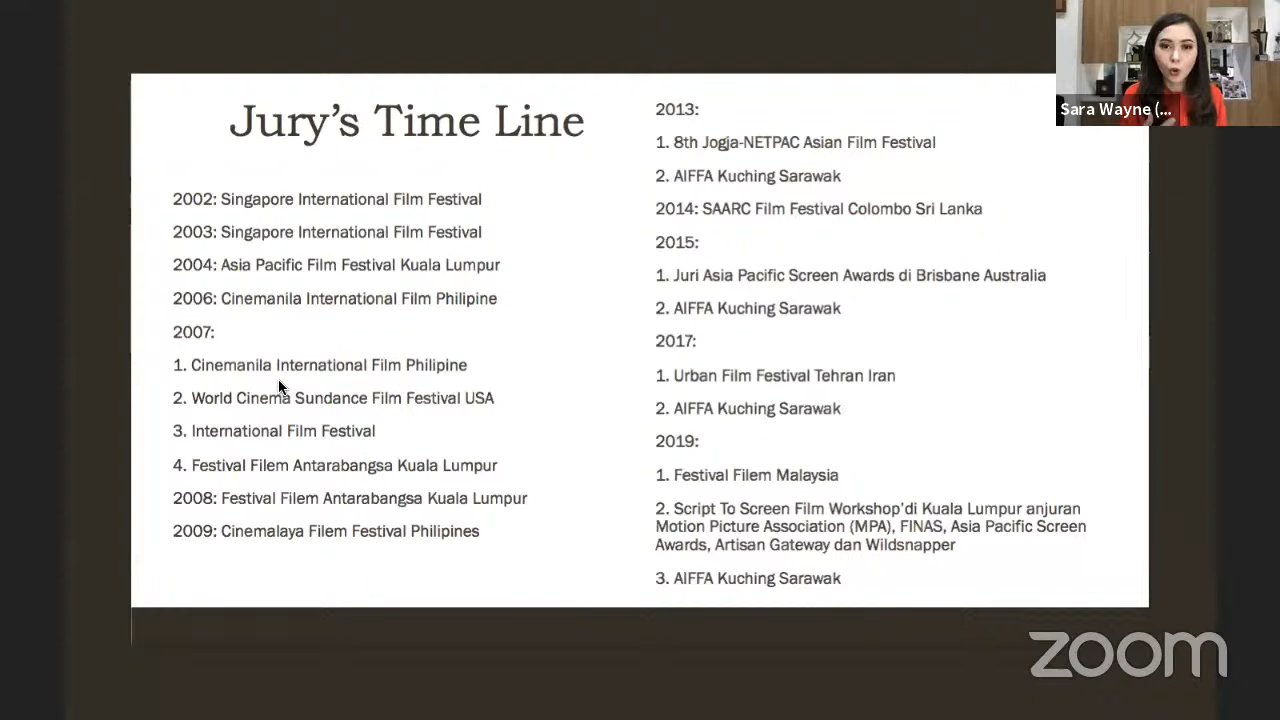 Jury’s Time Line
2002: Singapore International Film Festival
2003: Singapore International Film Festival
2004: Asia Pacific Film Festival Kuala Lumpur
2006: Cinemanila International Film Philipine
2007:
1. Cinemanila International Film Philipine
2. World Cinema Sundance Film Festival USA
3. International Film Festival
4. Festival Filem Antarabangsa Kuala Lumpur
2008: Festival Filem Antarabangsa Kuala Lumpur
2009: Cinemalaya Filem Festival Philipines
2013:
1. 8th Jogja-NETPAC Asian Film Festival
2. AIFFA Kuching Sarawak
2014: SAARC Film Festival Colombo Sri Lanka
2015:
1. Juri Asia Pacific Screen Awards di Brisbane Australia
2. AIFFA Kuching Sarawak
2017:
1. Urban Film Festival Tehran Iran
2. AIFFA Kuching Sarawak
2019:
1. Festival Filem Malaysia
2. Script To Screen Film Workshop’di Kuala Lumpur anjuran
Motion Picture Association (MPA), FINAS, Asia Pacific Screen
Awards, Artisan Gateway dan Wildsnapper
3. AIFFA Kuching Sarawak
Sara Wayne (...
zoom